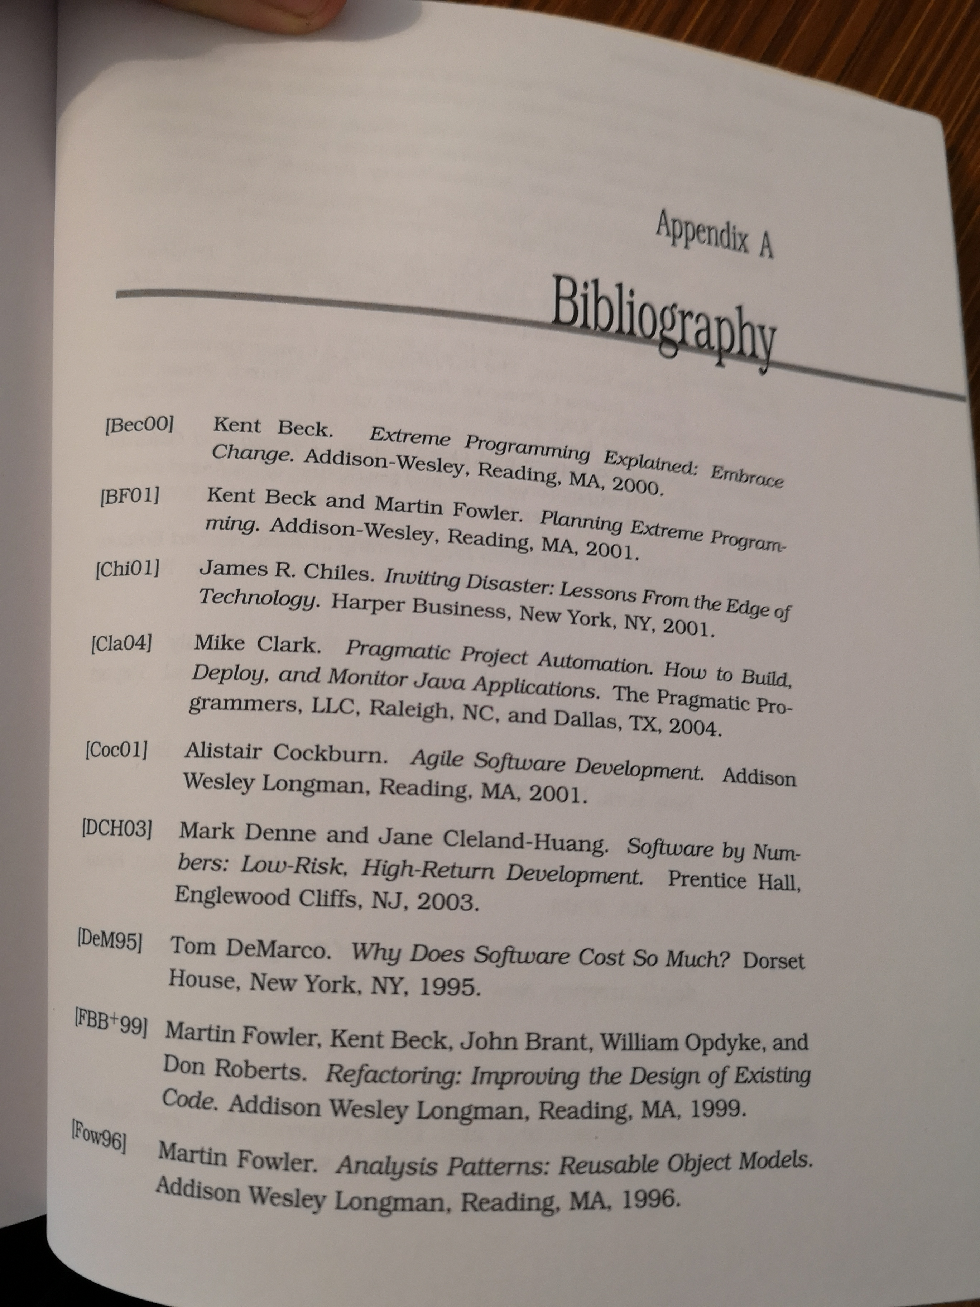 Appendix A
Bibliography
[Bec00] Kent Beck. Extreme Programming Explained: Embrace
Change. Addison-Wesley, Reading, MA, 2000.
[BF01] Kent Beck and Martin Fowler. Planning Extreme Program-
ming. Addison-Wesley, Reading, MA, 2001.
[Chi01] James R. Chiles. Inviting Disaster: Lessons From the Edge of
Technology. Harper Business, New York, NY, 2001.
[Cla04] Mike Clark. Pragmatic Project Automation. How to Build,
Deploy, and Monitor Java Applications. The Pragmatic Pro-
grammers, LLC, Raleigh, NC, and Dallas, TX, 2004.
[Coc01] Alistair Cockburn. Agile Software Development. Addison
Wesley Longman, Reading, MA, 2001.
[DCH03] Mark Denne and Jane Cleland-Huang. Software by Num-
bers: Low-Risk, High-Return Development. Prentice Hall,
Englewood Cliffs, NJ, 2003.
[DeM95] Tom DeMarco. Why Does Software Cost So Much? Dorset
House, New York, NY, 1995.
[FBB+99] Martin Fowler, Kent Beck, John Brant, William Opdyke, and
Don Roberts. Refactoring: Improving the Design of Existing
Code. Addison Wesley Longman, Reading, MA, 1999.
[Fow96] Martin Fowler. Analysis Patterns: Reusable Object Models.
Addison Wesley Longman, Reading, MA, 1996.